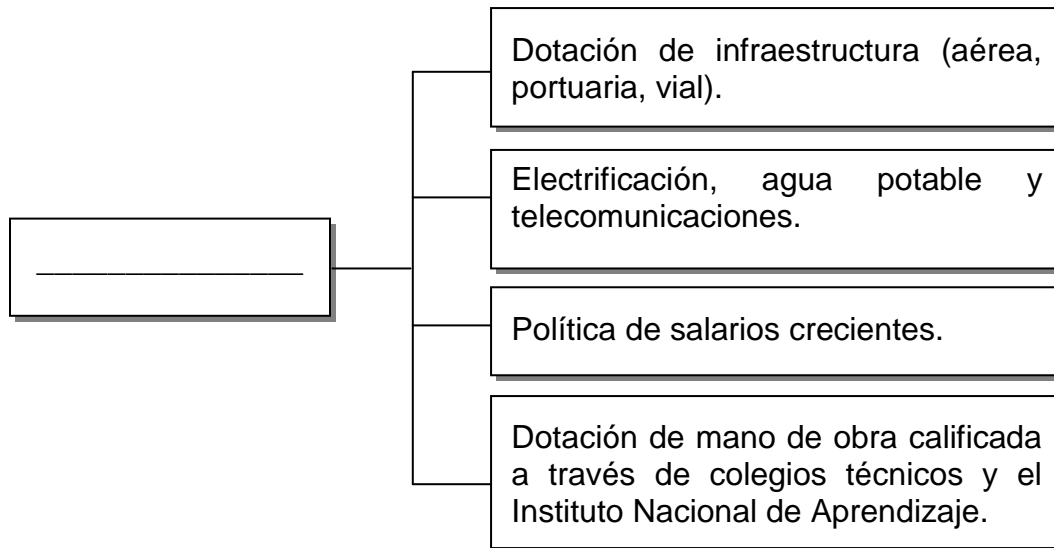 Dotación de infraestructura (aérea,
portuaria, vial).
Electrificación, agua potable y
telecomunicaciones.
________________
Política de salarios crecientes.
Dotación de mano de obra calificada
a través de colegios técnicos y el
Instituto Nacional de Aprendizaje.